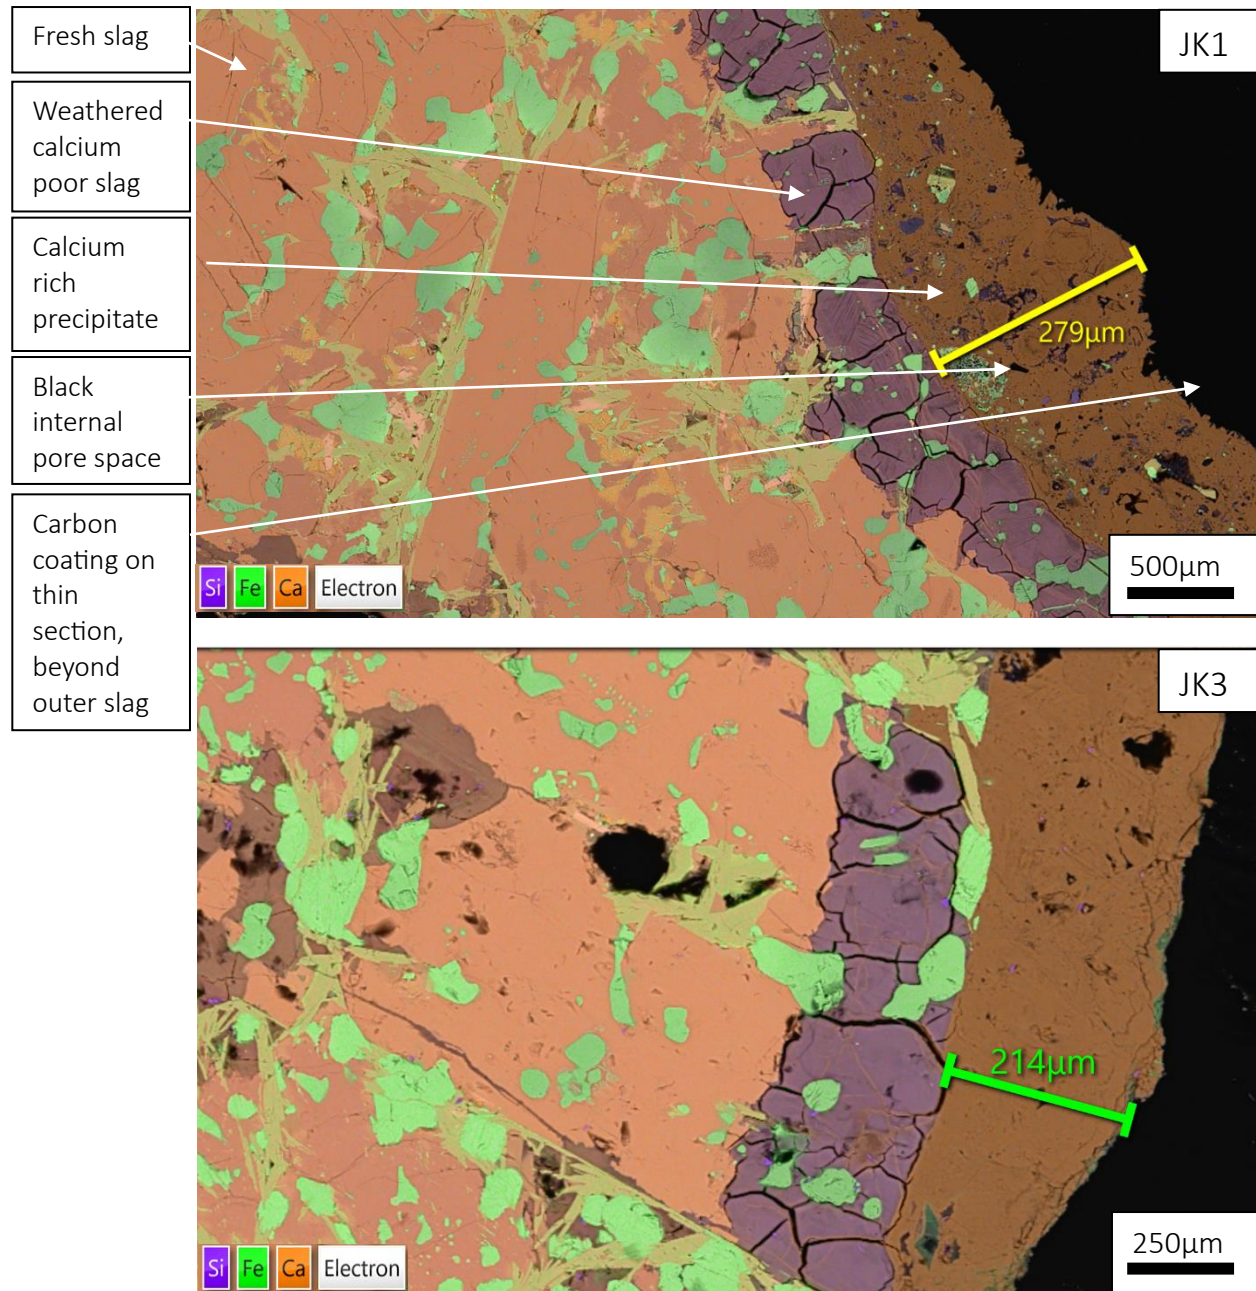 Fresh slag
Weathered
calcium
poor slag
Calcium
rich
precipitate
Black
internal
pore space
Carbon
coating on
thin
section,
beyond
outer slag
JK1
279µm
500µm
Si Fe Ca Electron
JK3
214µm
250µm
Si Fe Ca Electron